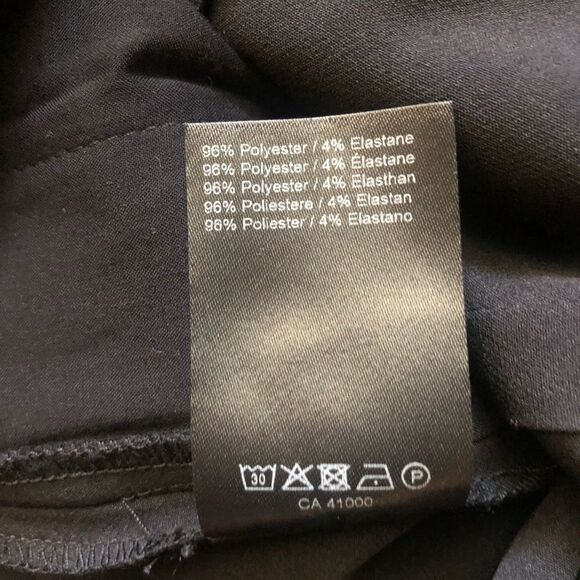 96% Polyester / 4% Elastane
96% Polyester / 4% Élastane
96% Polyester / 4% Elasthan
96% Poliestere / 4% Elastan
96% Poliester / 4% Elastano
30 P
CA 41000